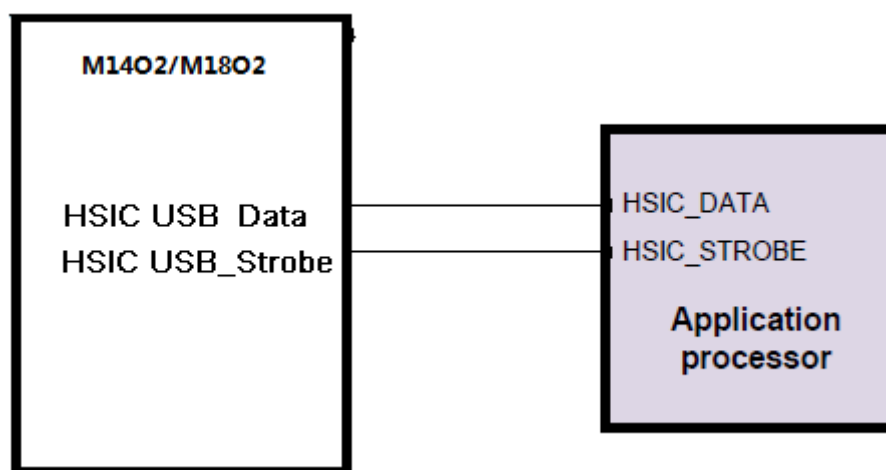 M14O2/M18O2
HSIC USB Data
HSIC USB_Strobe
HSIC_DATA
HSIC_STROBE
Application
processor